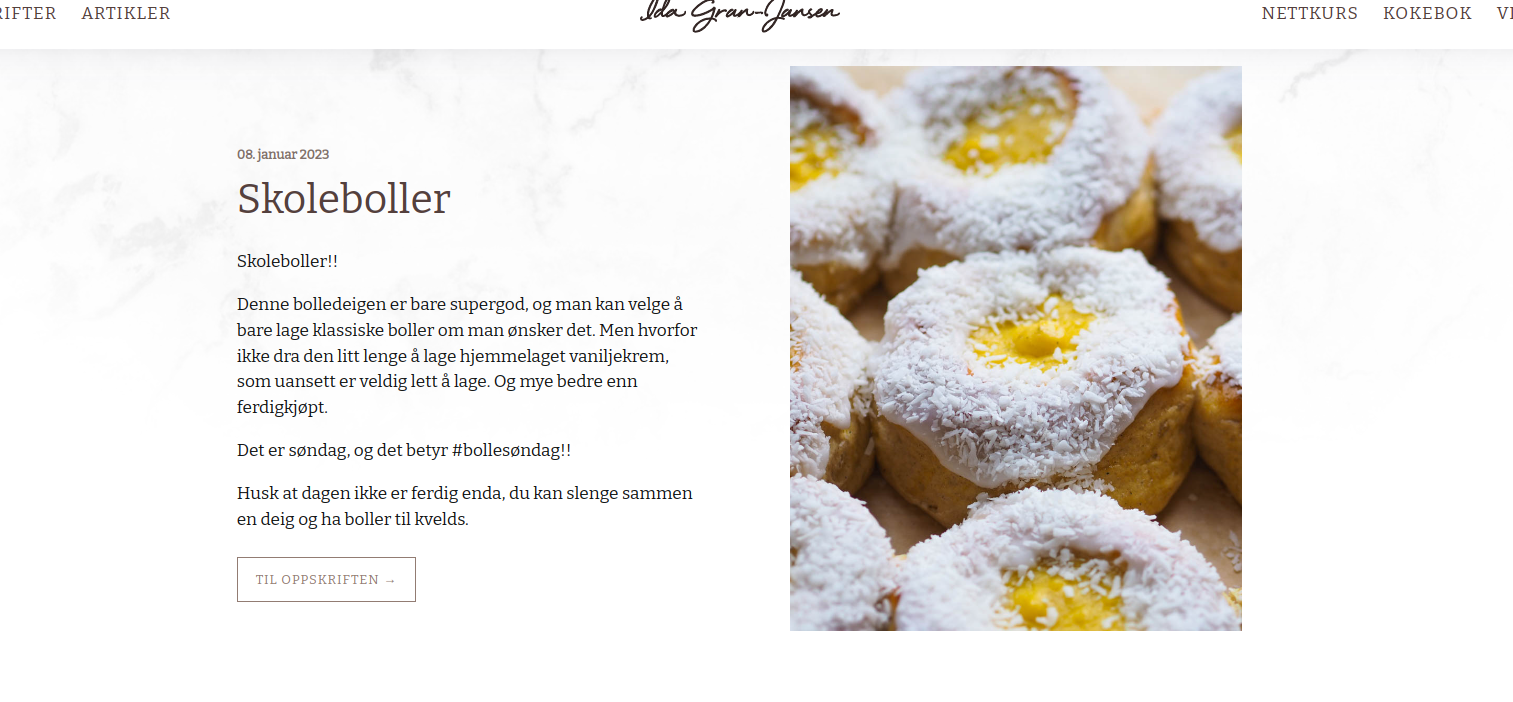 ARTIKLER
Ida Gran-Jansen
NETTKURS KOKEBOK
08. januar 2023
Skoleboller
Skoleboller!!
Denne bolledeigen er bare supergod, og man kan velge å
bare lage klassiske boller om man ønsker det. Men hvorfor
ikke dra den litt lenge å lage hjemmelaget vaniljekrem,
som uansett er veldig lett å lage. Og mye bedre enn
ferdigkjøpt.
Det er søndag, og det betyr #bollesøndag!!
Husk at dagen ikke er ferdig enda, du kan slenge sammen
en deig og ha boller til kvelds.
TIL OPPSKRIFTEN →